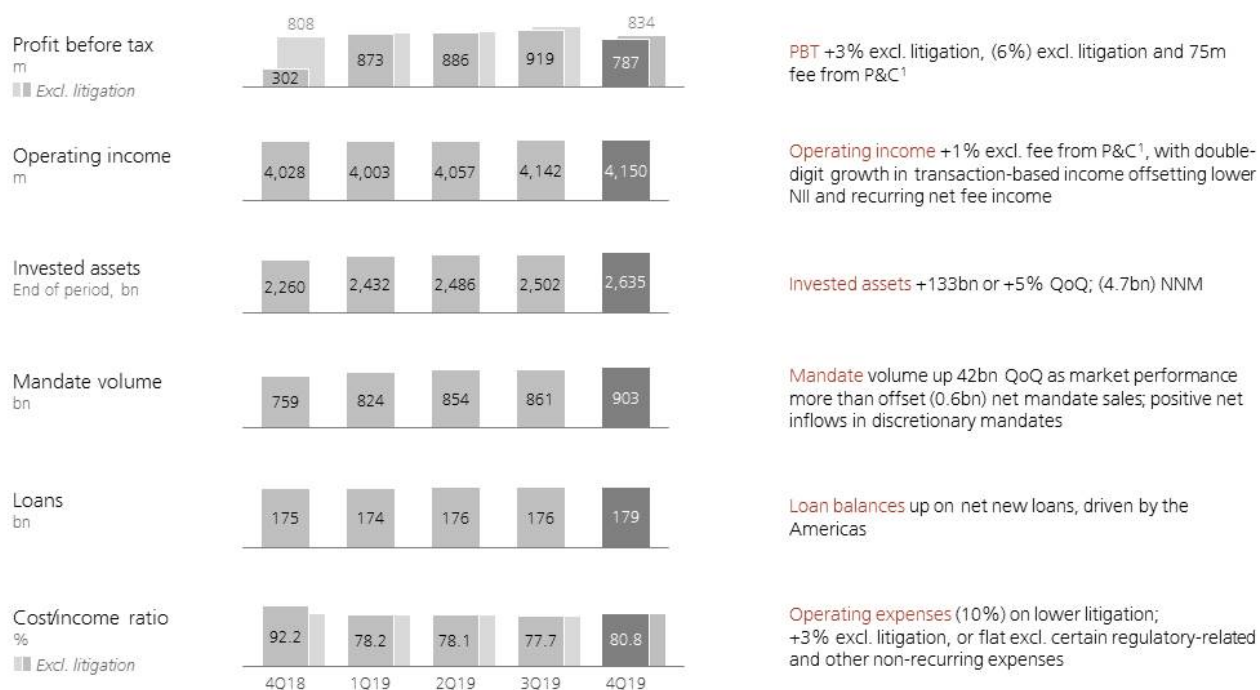 808
834
Profit before tax
m
Excl. litigation
302
873
886
919
787
PBT +3% excl. litigation, (6%) excl. litigation and 75m
fee from P&C¹
Operating income
m
4,028
4,003
4,057
4,142
4,150
Operating income +1% excl. fee from P&C¹, with double-
digit growth in transaction-based income offsetting lower
NII and recurring net fee income
Invested assets
End of period, bn
2,260
2,432
2,486
2,502
2,635
Invested assets +133bn or +5% QoQ; (4.7bn) NNM
Mandate volume
bn
759
824
854
861
903
Mandate volume up 42bn QoQ as market performance
more than offset (0.6bn) net mandate sales; positive net
inflows in discretionary mandates
Loans
bn
175
174
176
176
179
Loan balances up on net new loans, driven by the
Americas
Cost/income ratio
%
Excl. litigation
92.2
78.2
78.1
77.7
80.8
Operating expenses (10%) on lower litigation;
+3% excl. litigation, or flat excl. certain regulatory-related
and other non-recurring expenses
4Q18
1Q19
2Q19
3Q19
4Q19